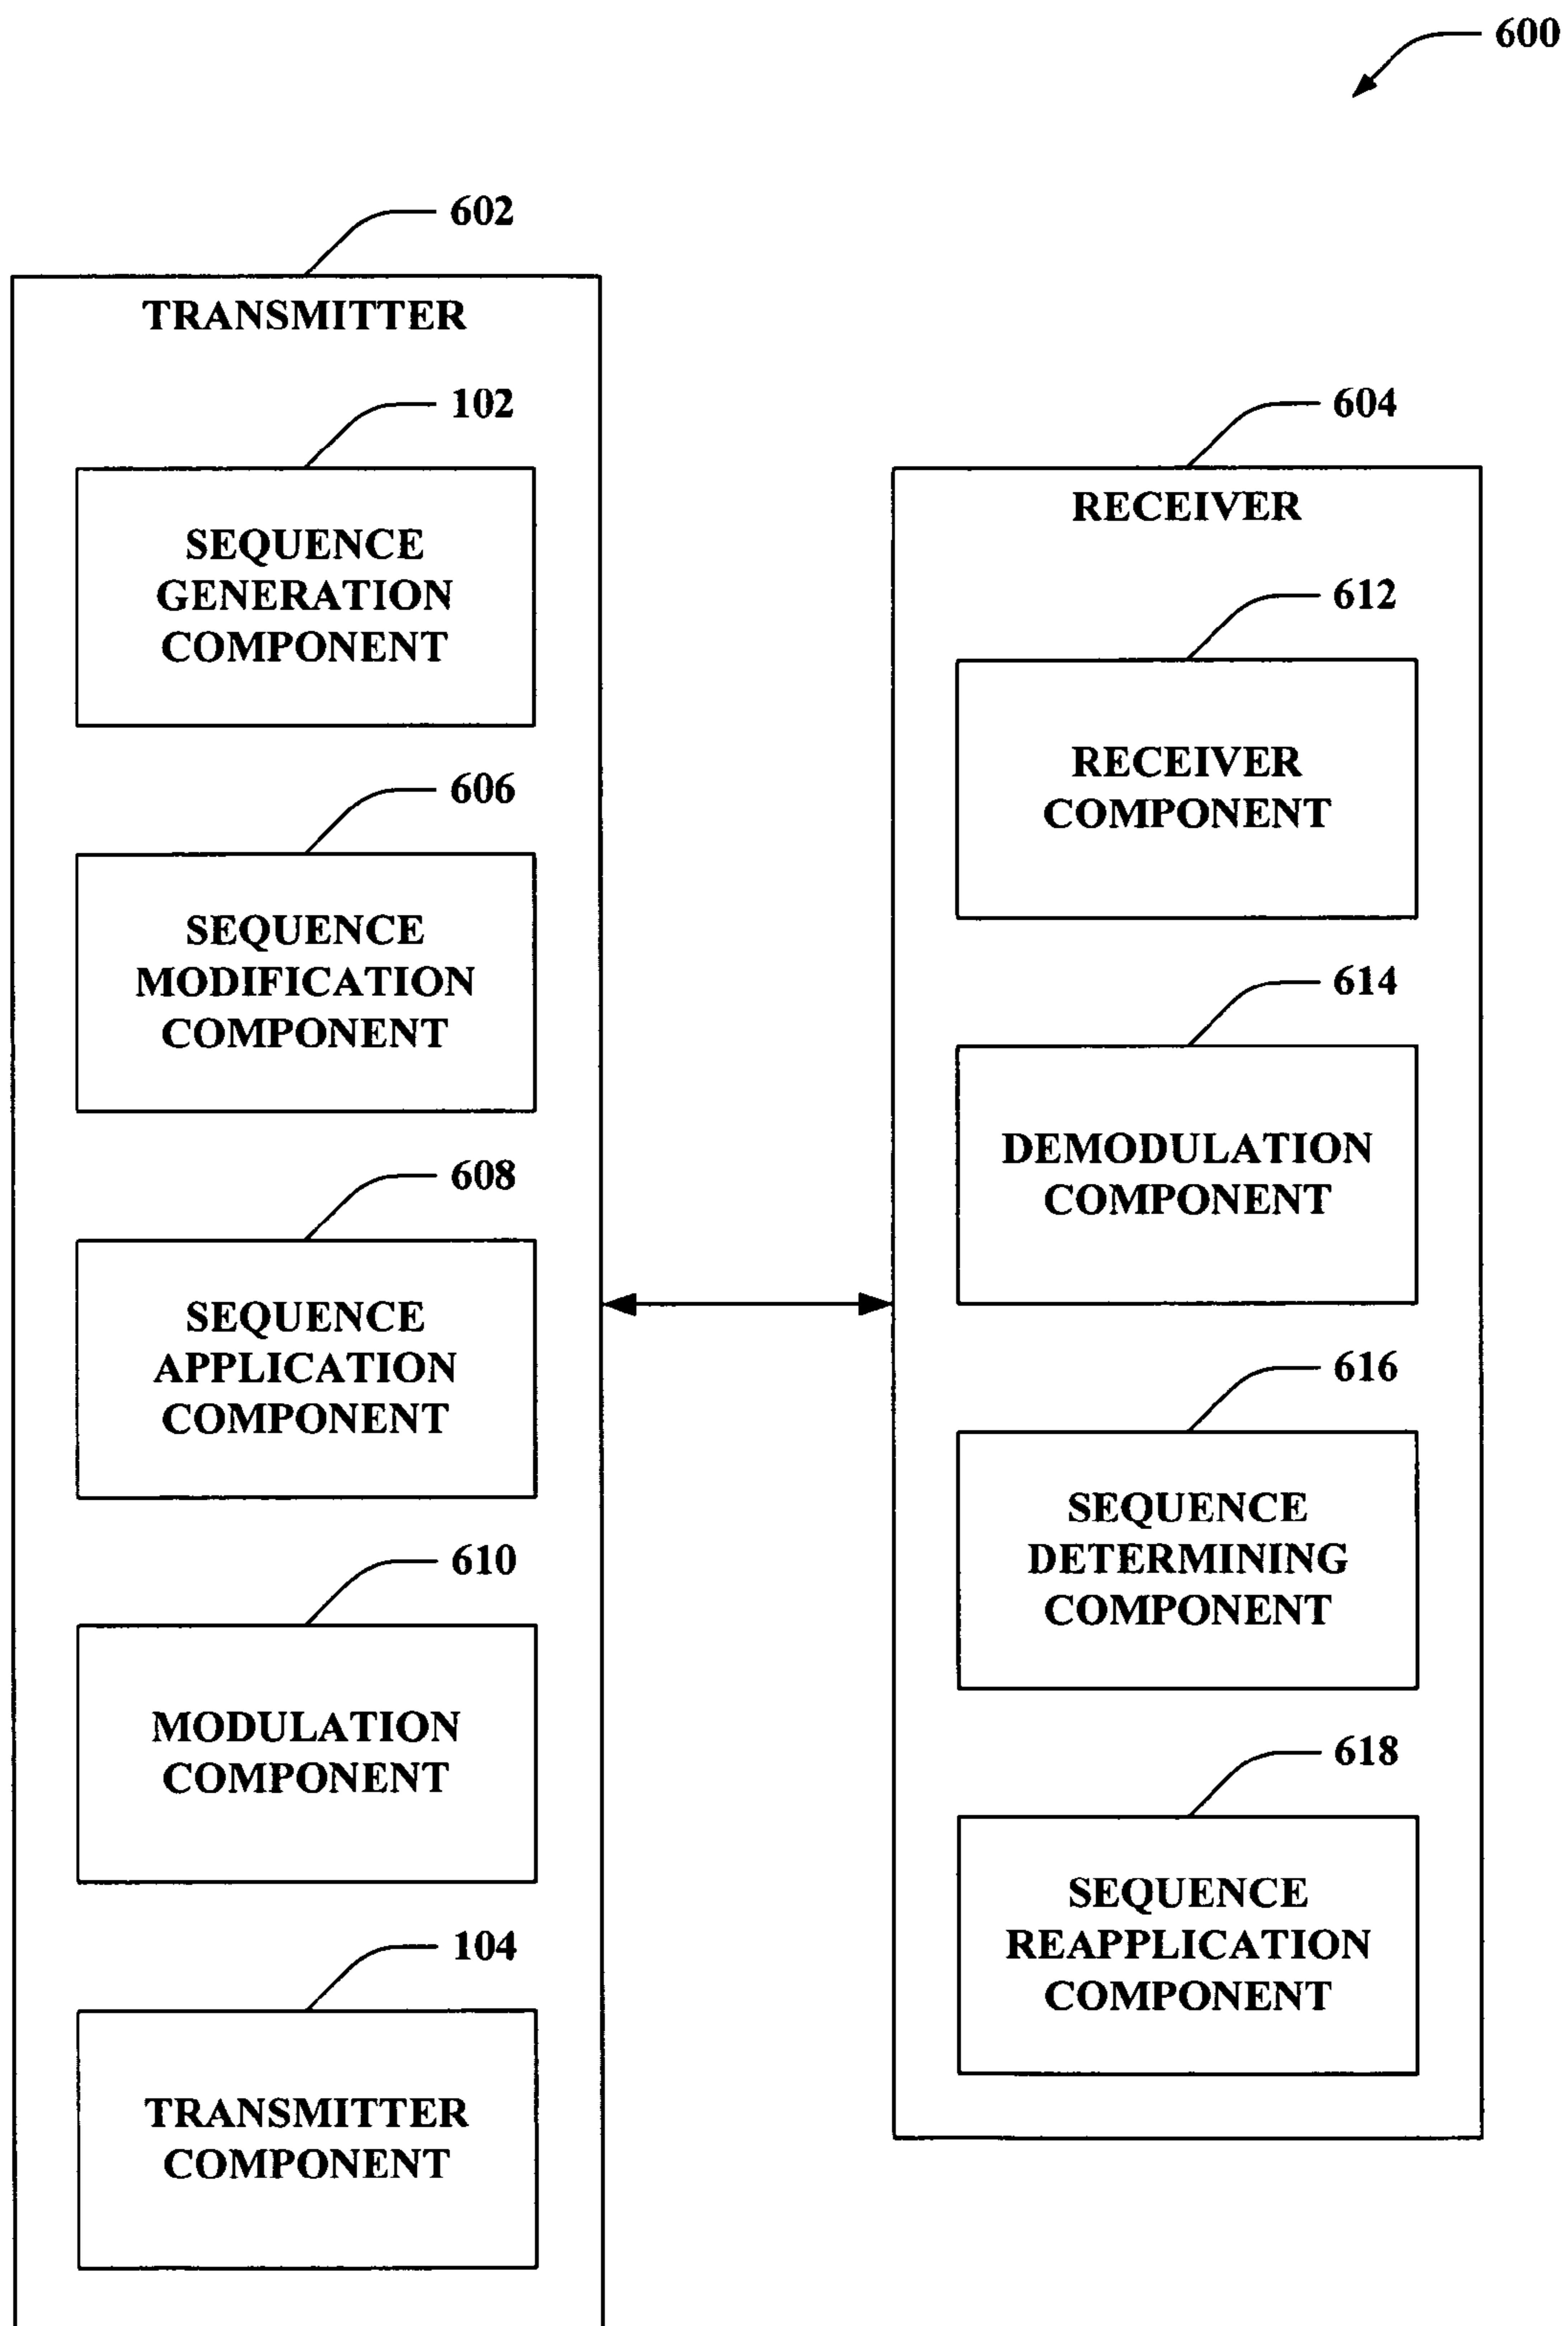 600
602
TRANSMITTER
102
SEQUENCE
GENERATION
COMPONENT
606
SEQUENCE
MODIFICATION
COMPONENT
608
SEQUENCE
APPLICATION
COMPONENT
610
MODULATION
COMPONENT
104
TRANSMITTER
COMPONENT
604
RECEIVER
612
RECEIVER
COMPONENT
614
DEMODULATION
COMPONENT
616
SEQUENCE
DETERMINING
COMPONENT
618
SEQUENCE
REAPPLICATION
COMPONENT